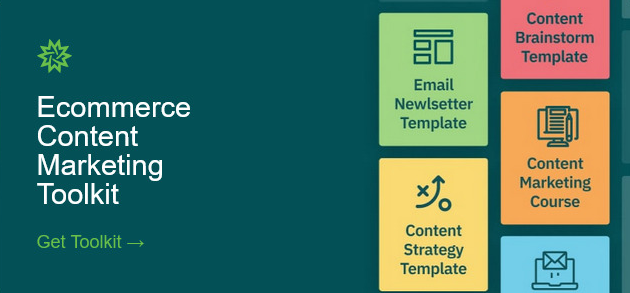 Ecommerce
Content
Marketing
Toolkit
Get Toolkit →
Email
Newlsetter
Template
Content
Strategy
Template
Content
Brainstorm
Template
Content
Marketing
Course